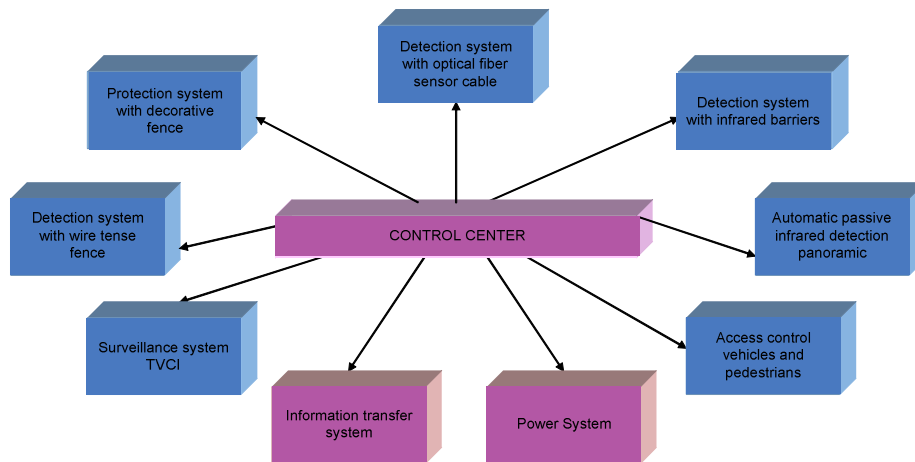 Detection system
with optical fiber
sensor cable
Protection system
with decorative
fence
Detection system
with infrared barriers
Detection system
with wire tense
fence
CONTROL CENTER
Automatic passive
infrared detection
panoramic
Surveillance system
TVCI
Access control
vehicles and
pedestrians
Information transfer
system
Power System